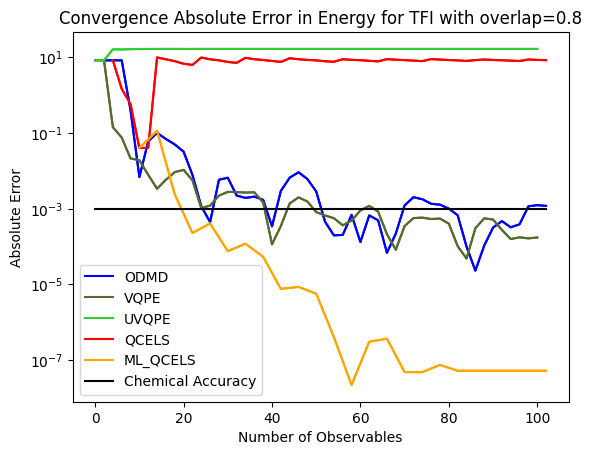 Convergence Absolute Error in Energy for TFI with overlap=0.8
Absolute Error
10¹
10⁻¹
10⁻³
10⁻⁵
10⁻⁷
ODMD
VQPE
UVQPE
QCELS
ML_QCELS
Chemical Accuracy
0 20 40 60 80 100
Number of Observables